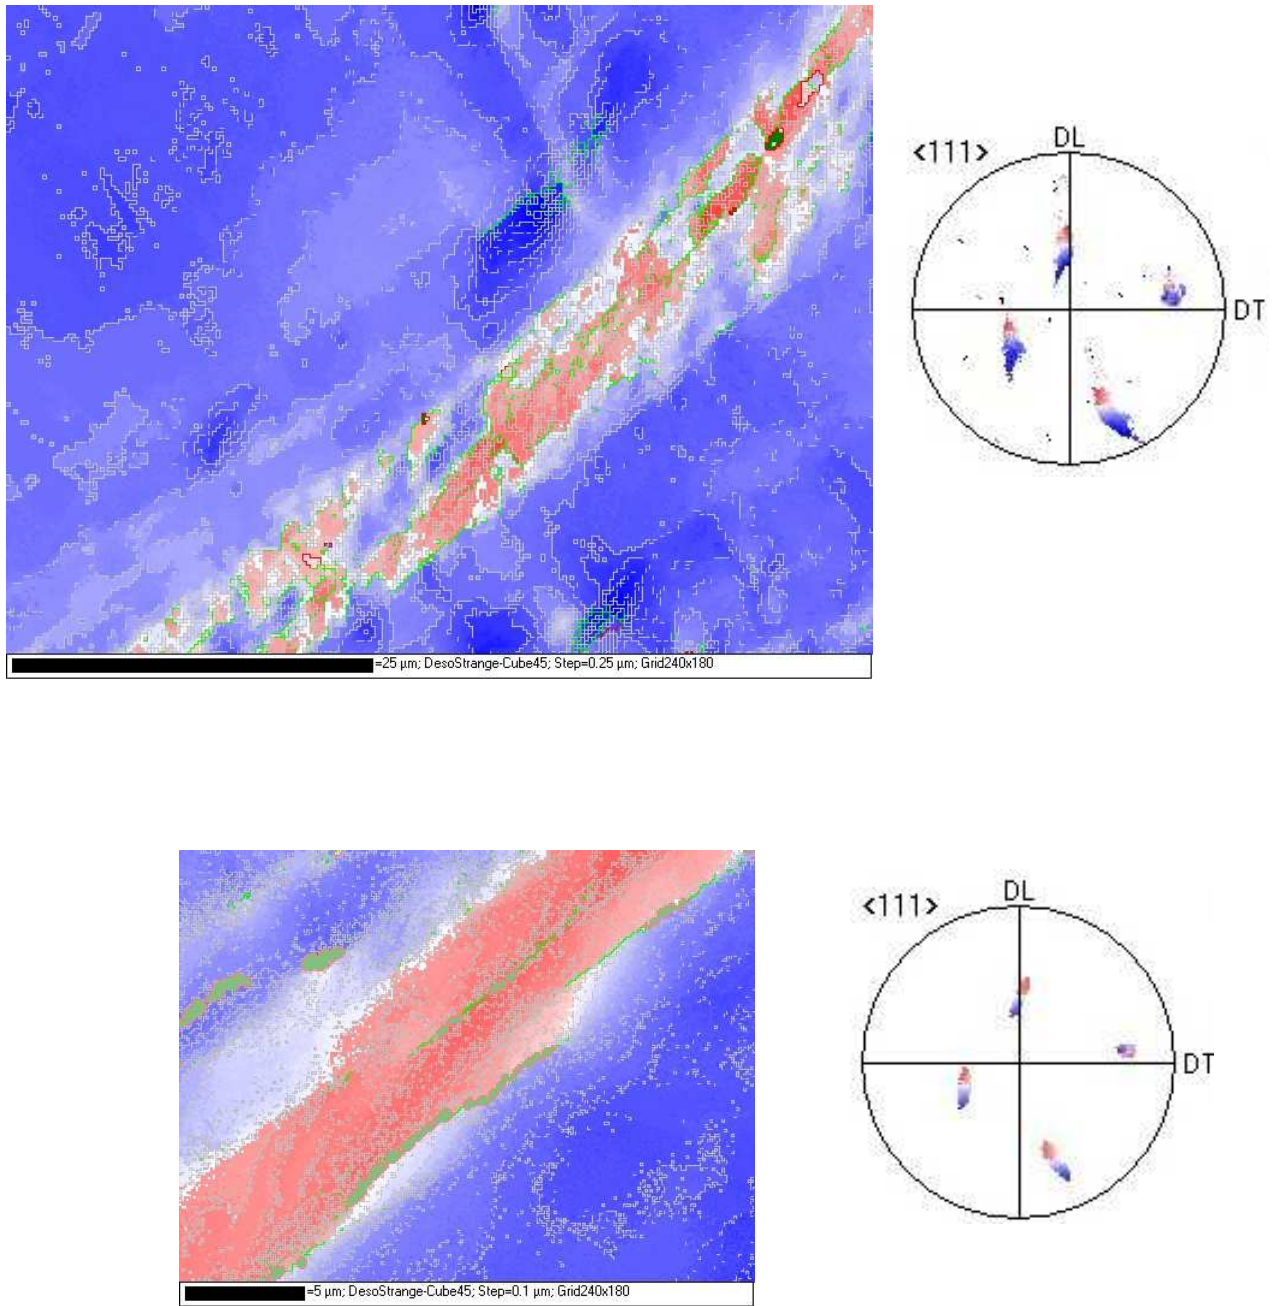 <111>
DL
DT
=25 µm; DesoStrange-Cube45; Step=0.25 µm; Grid240x180
<111>
DL
DT
=5 µm; DesoStrange-Cube45; Step=0.1 µm; Grid240x180